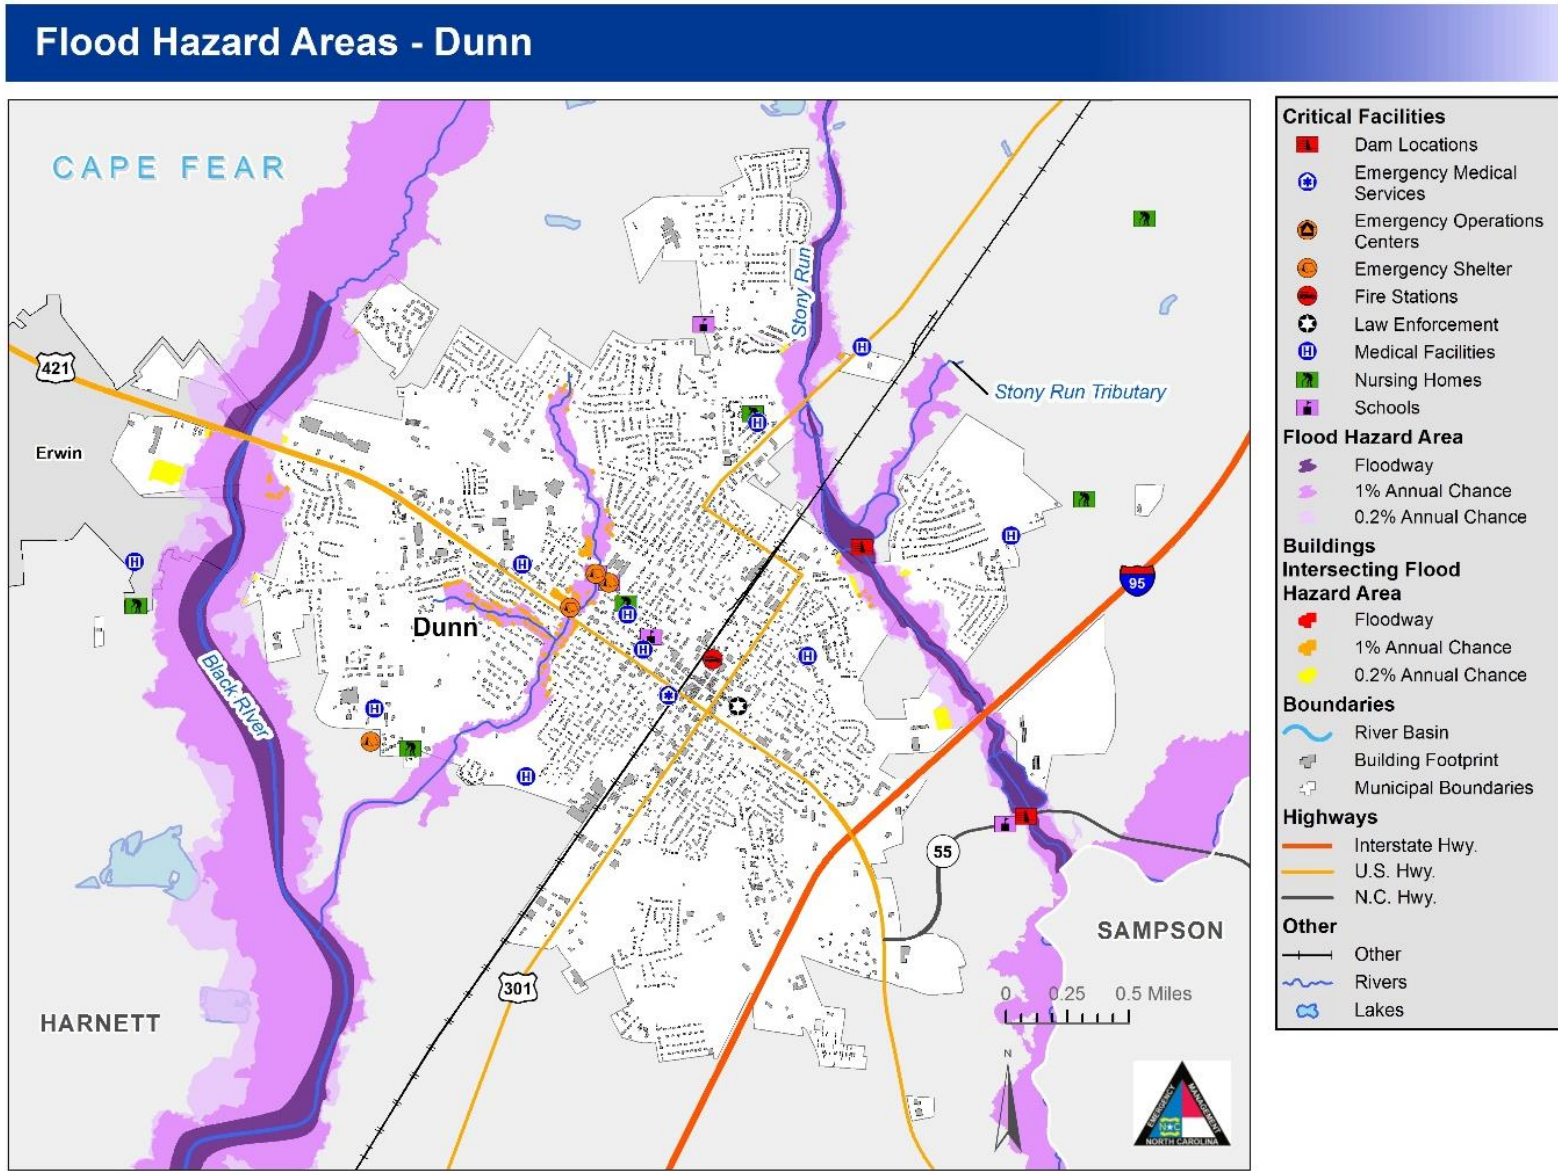 Flood Hazard Areas - Dunn
CAPE FEAR
Stony Run
421
Stony Run Tributary
Erwin
95
Dunn
Black River
55
SAMPSON
301
0 0.25 0.5 Miles
HARNETT
N
EMERGENCY
MANAGEMENT
N C
NORTH CAROLINA
Critical Facilities
Dam Locations
Emergency Medical
Services
Emergency Operations
Centers
Emergency Shelter
Fire Stations
Law Enforcement
H
Medical Facilities
Nursing Homes
Schools
Flood Hazard Area
Floodway
1% Annual Chance
0.2% Annual Chance
Buildings
Intersecting Flood
Hazard Area
Floodway
1% Annual Chance
0.2% Annual Chance
Boundaries
River Basin
Building Footprint
Municipal Boundaries
Highways
Interstate Hwy.
U.S. Hwy.
N.C. Hwy.
Other
Other
Rivers
Lakes